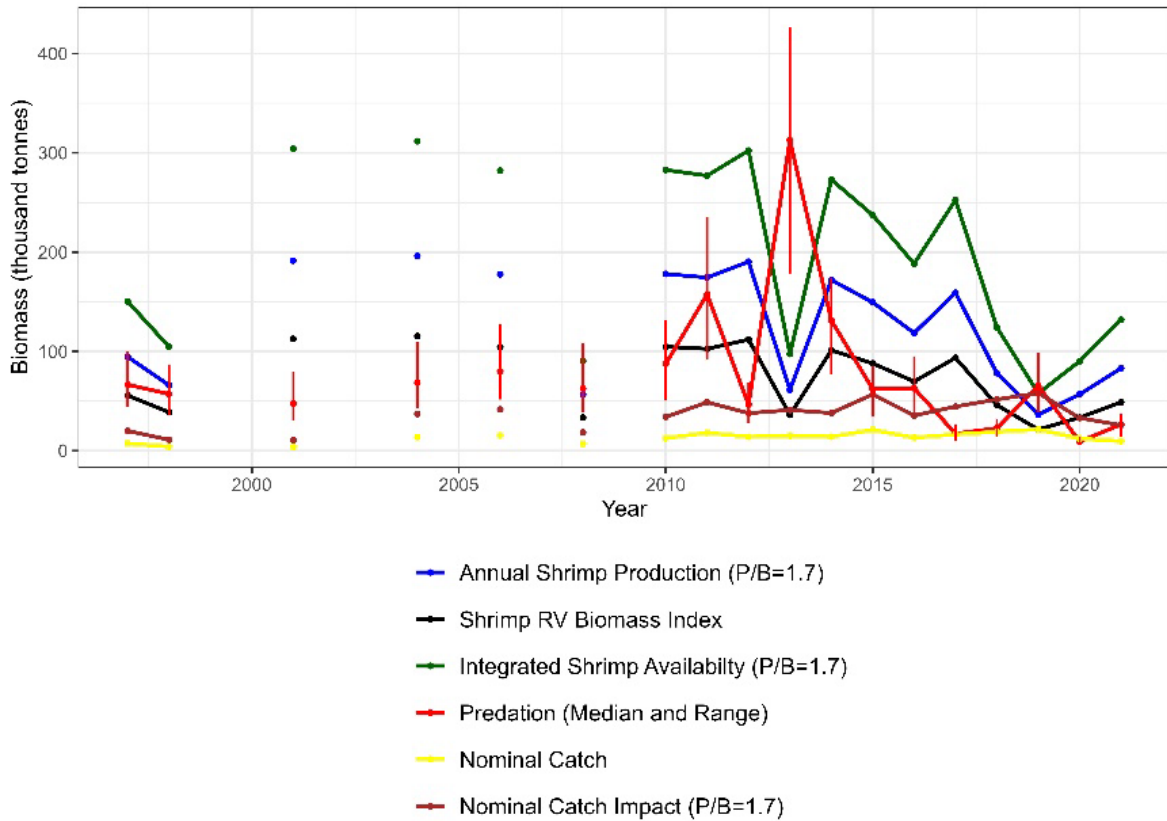 400
300
200
100
0
Biomass (thousand tonnes)
2000
2005
2010
2015
2020
Year
Annual Shrimp Production (P/B=1.7)
Shrimp RV Biomass Index
Integrated Shrimp Availabilty (P/B=1.7)
Predation (Median and Range)
Nominal Catch
Nominal Catch Impact (P/B=1.7)